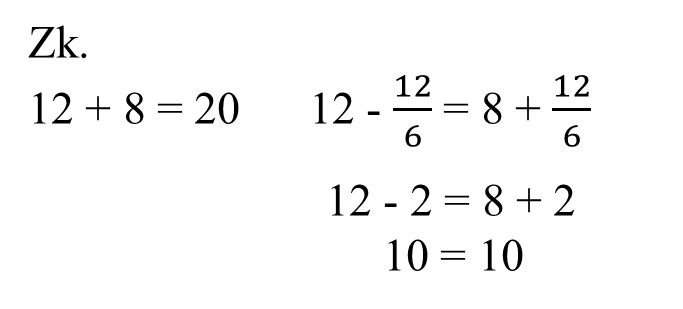 Zk.
12 + 8 = 20 12 - 12/6 = 8 + 12/6
12 - 2 = 8 + 2
10 = 10